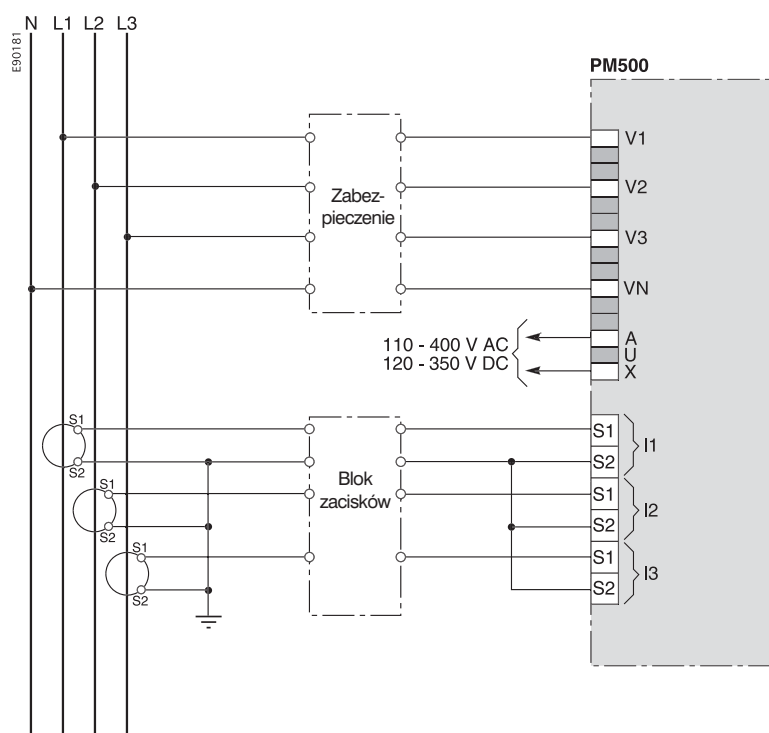 N L1 L2 L3
E90181
PM500
V1
V2
Zabez-
pieczenie
V3
VN
110 - 400 V AC
120 - 350 V DC
A
U
X
S1
S2
S1
S2
S1
S2
Blok
zacisków
S1
S2
I1
S1
S2
I2
S1
S2
I3